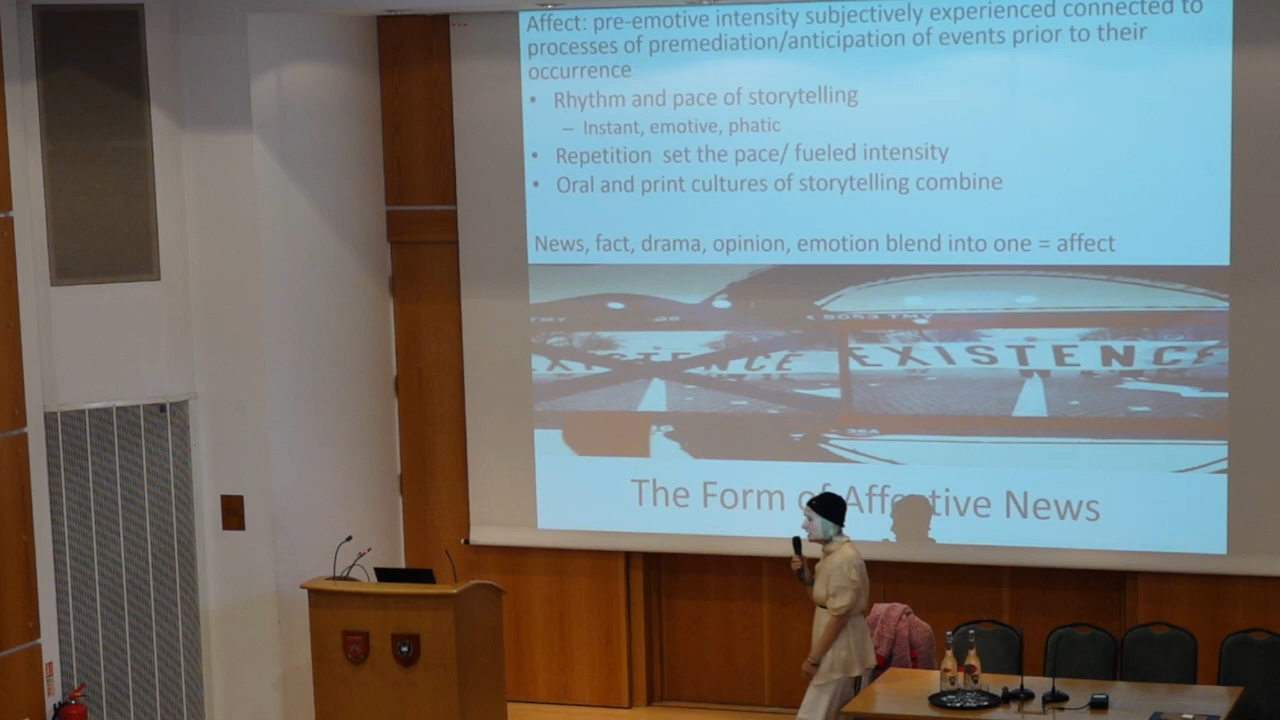 Affect: pre-emotive intensity subjectively experienced connected to
processes of premediation/anticipation of events prior to their
occurrence
• Rhythm and pace of storytelling
– Instant, emotive, phatic
• Repetition set the pace/ fueled intensity
• Oral and print cultures of storytelling combine
News, fact, drama, opinion, emotion blend into one = affect
EXISTENCE
The Form of Affective News